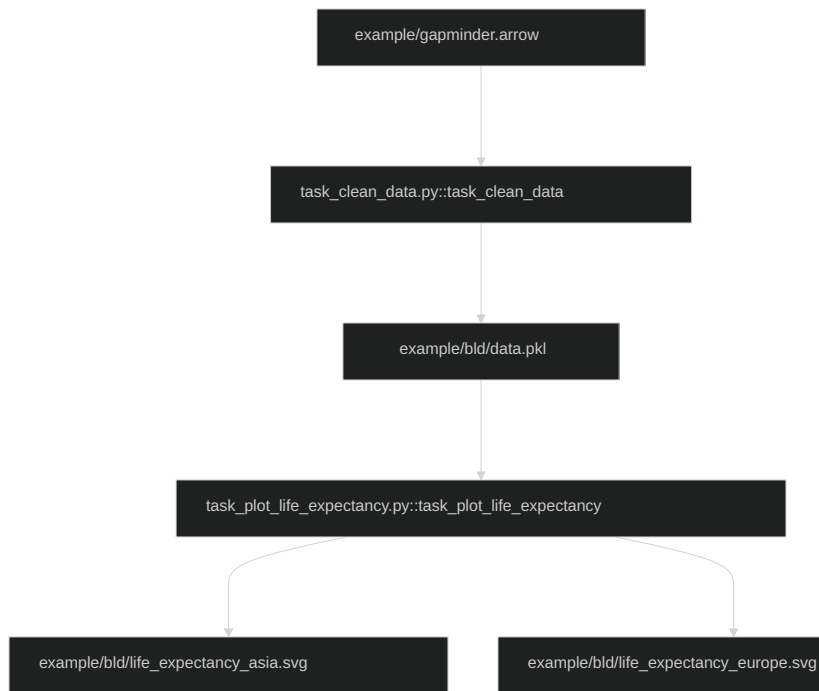 example/gapminder.arrow
task_clean_data.py::task_clean_data
example/bld/data.pkl
task_plot_life_expectancy.py::task_plot_life_expectancy
example/bld/life_expectancy_asia.svg
example/bld/life_expectancy_europe.svg